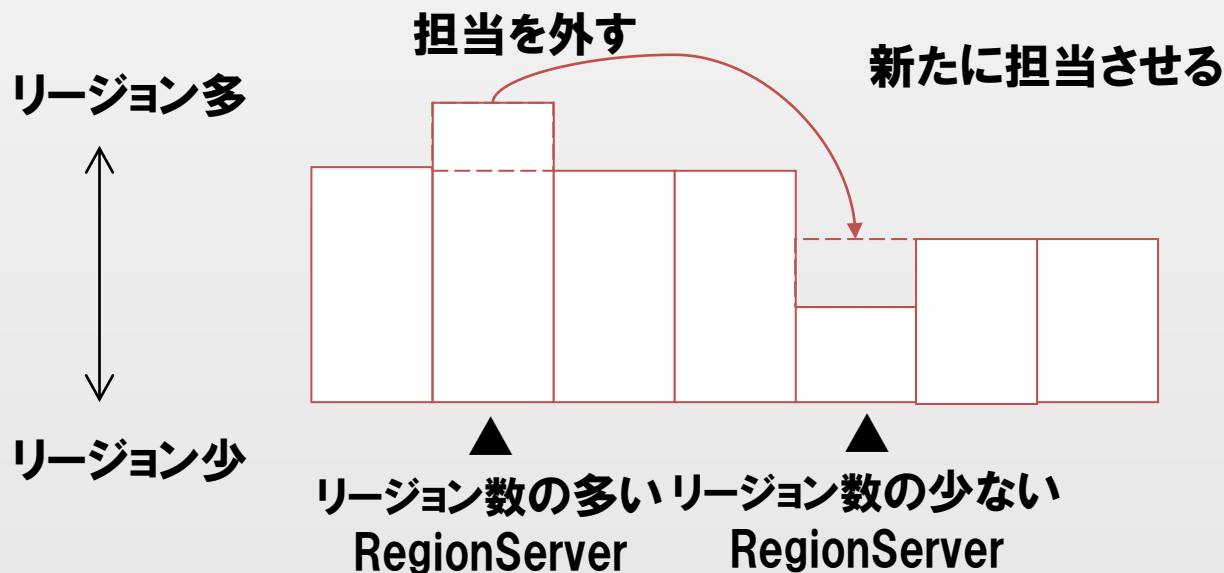 担当を外す
新たに担当させる
リージョン多
リージョン少
リージョン数の多い
RegionServer
リージョン数の少ない
RegionServer